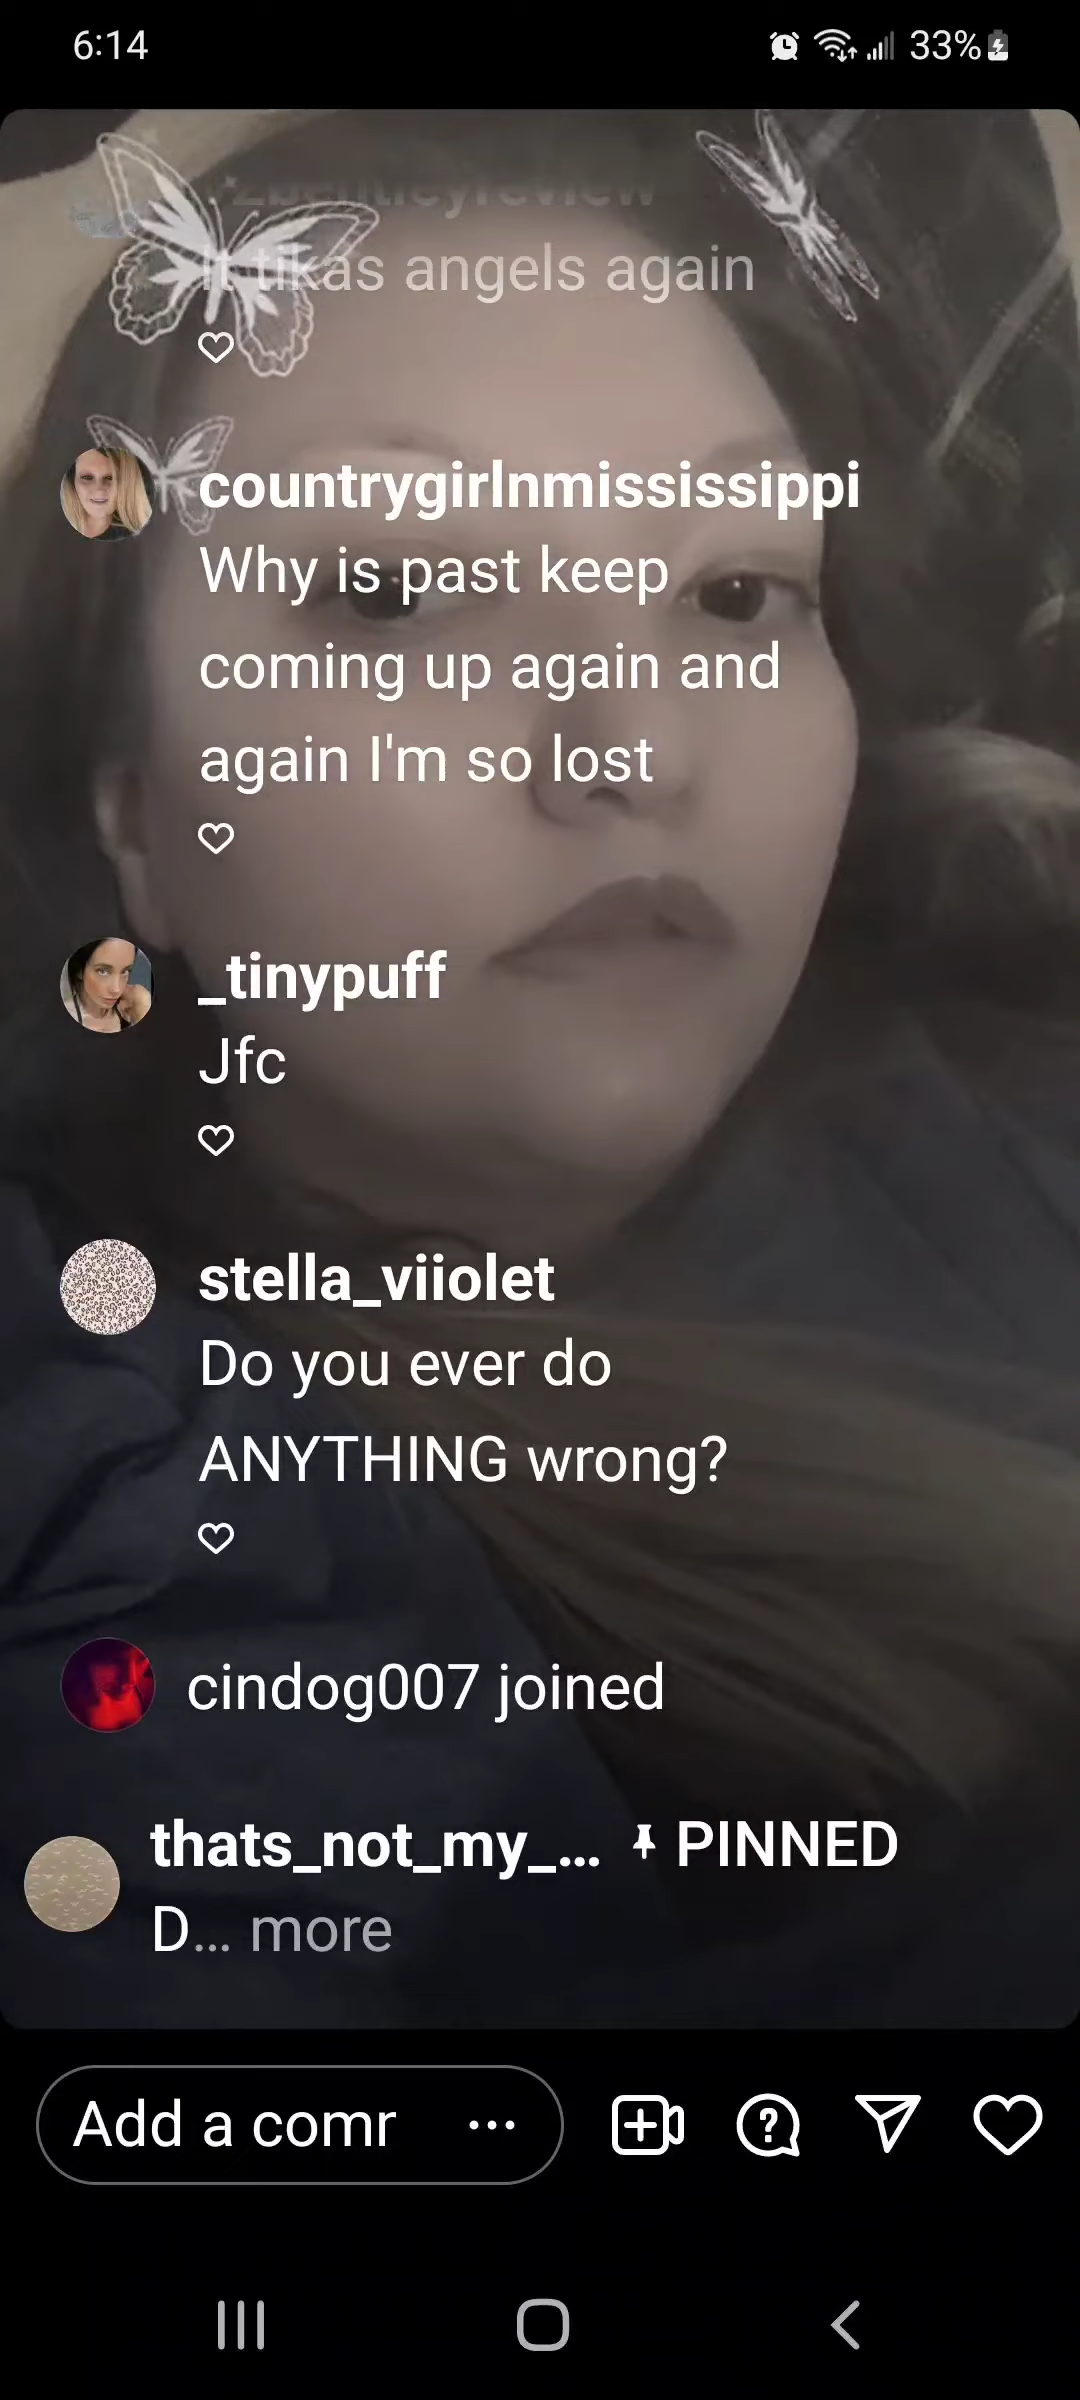 6:14
33%
zbentleyreview
It tikas angels again
countrygirlnmississippi
Why is past keep
coming up again and
again I'm so lost
_tinypuff
Jfc
stella_viiolet
Do you ever do
ANYTHING wrong?
cindog007 joined
thats_not_my_... PINNED
D... more
Add a comr